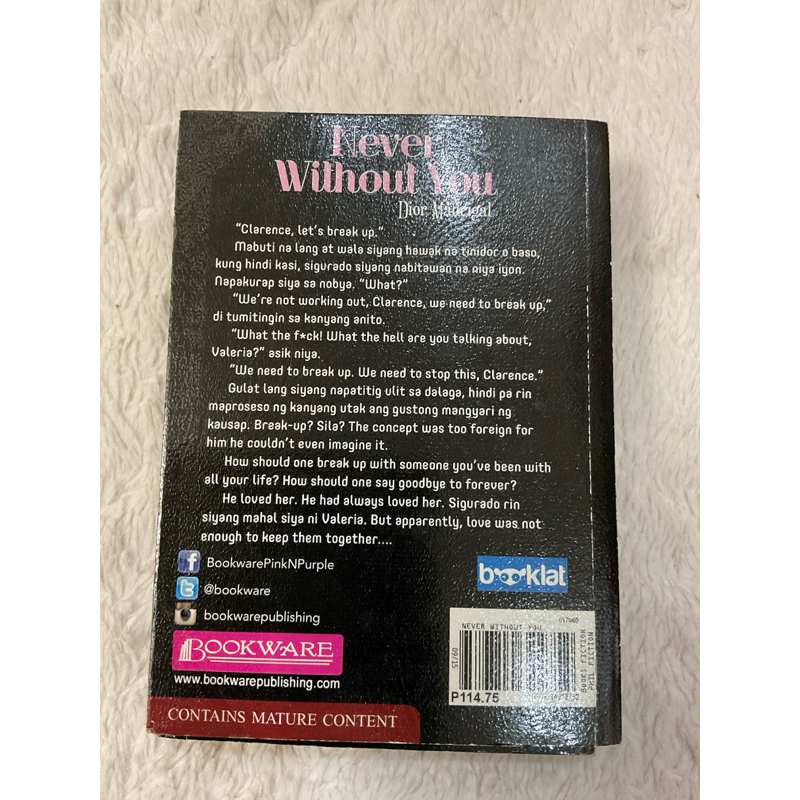 Never
Without You
Dior Madrigal
"Clarence, let's break up."
Mabuti na lang at wala siyang hawak na tinidor o baso,
kung hindi kasi, sigurado siyang nabitawan na niya iyon.
Napakurap siya sa nobya. "What?"
"We're not working out, Clarence, we need to break up,"
di tumitingin sa kanyang anito.
"What the f*ck! What the hell are you talking about,
Valeria?" asik niya.
"We need to break up. We need to stop this, Clarence."
Gulat lang siyang napatitig ulit sa dalaga, hindi pa rin
maproseso ng kanyang utak ang gustong mangyari ng
kausap. Break-up? Sila? The concept was too foreign for
him he couldn't even imagine it.
How should one break up with someone you've been with
all your life? How should one say goodbye to forever?
He loved her. He had always loved her. Sigurado rin
siyang mahal siya ni Valeria. But apparently, love was not
enough to keep them together....
BookwarePinkNPurple
@bookware
bookwarepublishing
booklat
BOOKWARE
www.bookwarepublishing.com
CONTAINS MATURE CONTENT
NEVER WITHOUT YOU
017060
09/15
P114.75
BOOKS FICTION
PHIL FICTION